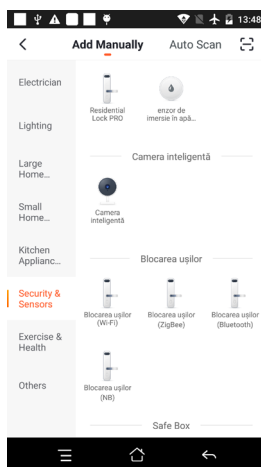 13:48
Add Manually
Auto Scan
Electrician
Lighting
Large
Home...
Small
Home...
Kitchen
Applianc...
Security &
Sensors
Exercise &
Health
Others
Residential
Lock PRO
enzor de
imersie în apă...
Camera inteligentă
Camera
inteligentă
Blocarea ușilor
Blocarea ușilor
(Wi-Fi)
Blocarea ușilor
(ZigBee)
Blocarea ușilor
(Bluetooth)
Blocarea ușilor
(NB)
Safe Box